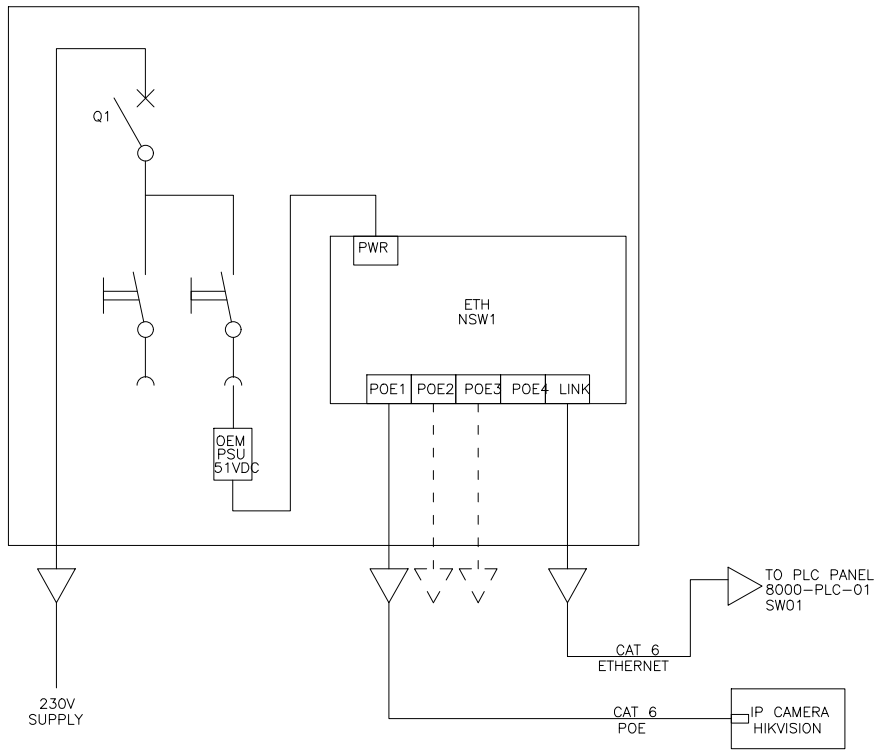 Q1
PWR
ETH
NSW1
POE1 POE2 POE3 POE4 LINK
OEM
PSU
51VDC
TO PLC PANEL
8000-PLC-01
SW01
CAT 6
ETHERNET
230V
SUPPLY
CAT 6
POE
IP CAMERA
HIKVISION